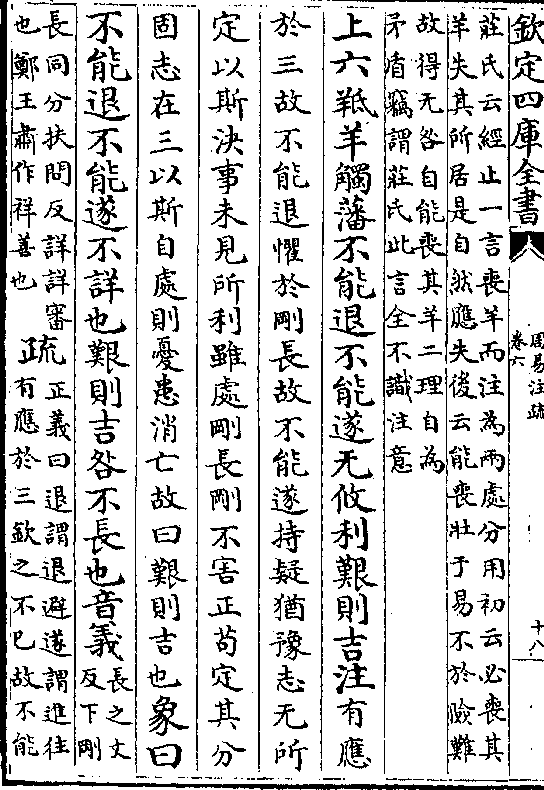 欽定四庫全書
周易注疏
卷六
十八
莊氏云經止一言喪羊而注為兩處分用初云必喪其
羊失其所居是自然應失後云能喪壯于易不於險難
故得无咎自能喪其羊二理自為
矛盾竊謂莊氏此言全不識注意
上六羝羊觸藩不能退不能遂无攸利艱則吉注有應
於三故不能退懼於剛長故不能遂持疑猶豫志无所
定以斯決事未見所利雖處剛長剛不害正苟定其分
固志在三以斯自處則憂患消亡故曰艱則吉也象曰
不能退不能遂不詳也艱則吉咎不長也音義長之丈
反下剛
長同分扶問反詳詳審
也鄭王肅作祥善也
疏正義曰退謂退避遂謂進往
有應於三欽之不已故不能